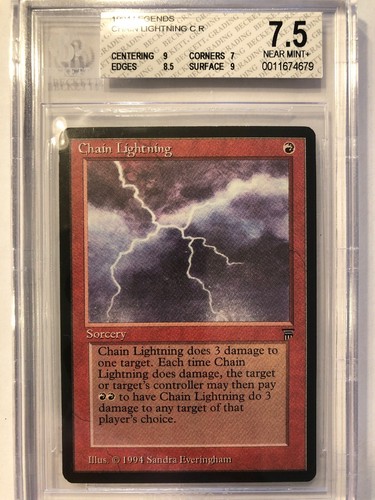 1994 LEGENDS
CHAIN LIGHTNING C R
CENTERING 9 CORNERS 7
EDGES 8.5 SURFACE 9
7.5
NEAR MINT+
0011674679
Chain Lightning
Sorcery
Chain Lightning does 3 damage to
one target. Each time Chain
Lightning does damage, the target
or target's controller may then pay
to have Chain Lightning do 3
damage to any target of that
player's choice.
Illus. © 1994 Sandra Everingham